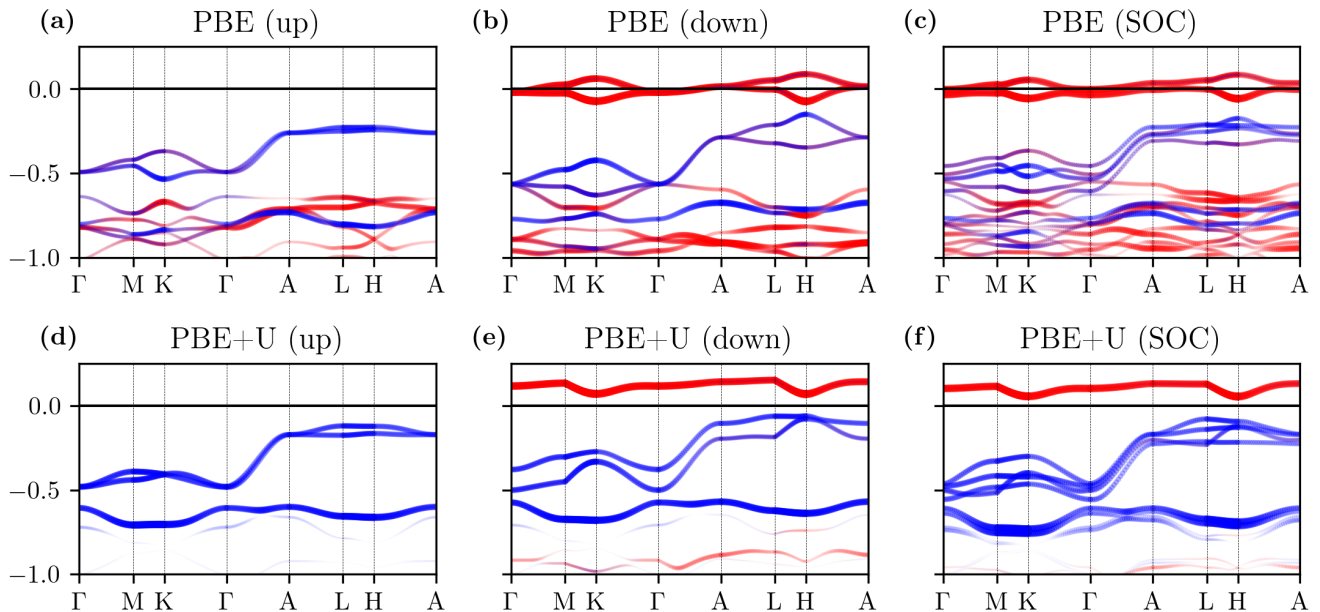 (a) PBE (up)
(b) PBE (down)
(c) PBE (SOC)
0.0
−0.5
−1.0
Γ M K Γ A L H A
Γ M K Γ A L H A
Γ M K Γ A L H A
(d) PBE+U (up)
(e) PBE+U (down)
(f) PBE+U (SOC)
0.0
−0.5
−1.0
Γ M K Γ A L H A
Γ M K Γ A L H A
Γ M K Γ A L H A